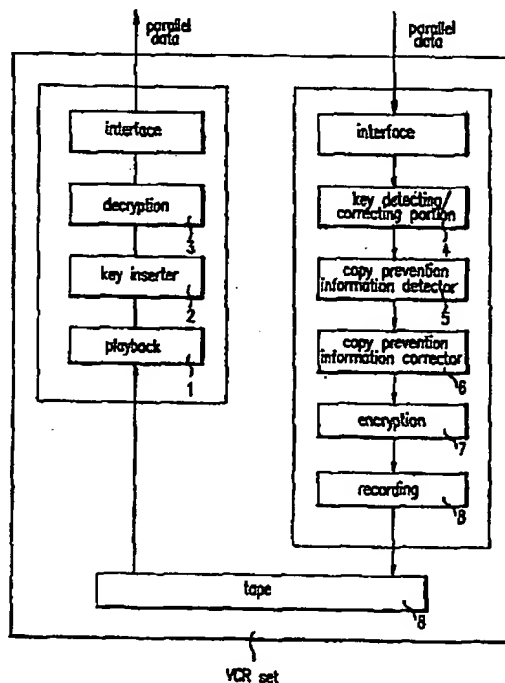 parallel
data
parallel
data
interface
decryption
3
key inserter
2
playback
1
interface
key detecting/
correcting portion
4
copy prevention
information detector
5
copy prevention
information corrector
6
encryption
7
recording
8
tape
8
VCR set